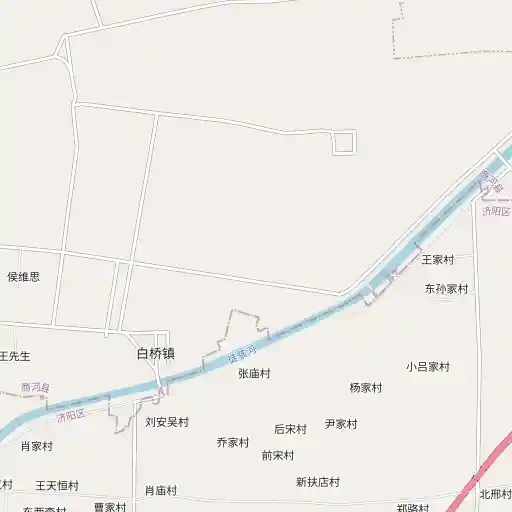 商河县
济阳区
王家村
侯维思
东孙家村
徒骇河
白桥镇
王先生
小吕家村
张庙村
商河县
杨家村
济阳区
刘安吴村
尹家村
后宋村
乔家村
肖家村
前宋村
新扶店村
王天恒村
肖庙村
北邢村
曹家村
郑骆村